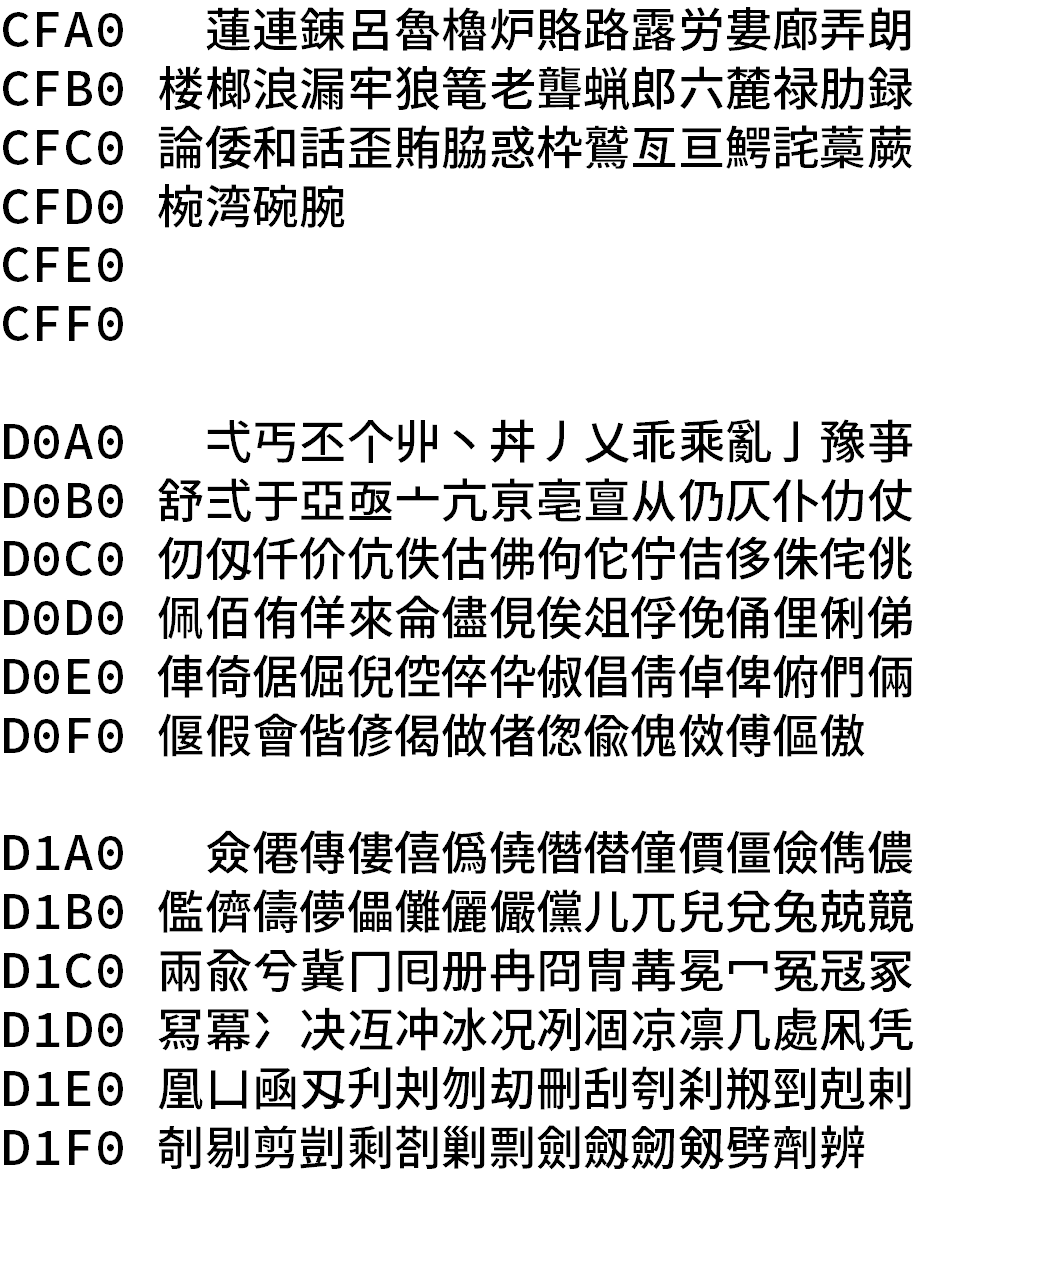 CFA0 蓮連錬呂魯櫓炉賂路露労婁廊弄朗
CFB0 楼榔浪漏牢狼篭老聾蝋郎六麓禄肋録
CFC0 論倭和話歪賄脇惑枠鷲亙亘鰐詫藁蕨
CFD0 椀湾碗腕
CFE0
CFF0
D0A0 弌丐丕个丱丶丼丿乂乖乘亂亅豫亊
D0B0 舒弍于亞亟亠亢亰亳亶从仍仄仆仂仗
D0C0 仞仭仟价伉佚估佛佝佗佇佶侈侏侘佻
D0D0 佩佰侑佯來侖儘俔俟俎俘俛俑俚俐俤
D0E0 俥倚倨倔倪倥倅伜俶倡倩倬俾俯們倆
D0F0 偃假會偕偐偈做偖偬偸傀傚傅傴傲
D1A0 僉僊傳僂僖僞僥僭僣僮價僵儉儁儂
D1B0 儖儕儔儚儡儺儷儼儻儿兀兒兌兔兢竸
D1C0 兩兪兮冀冂囘册冉冏冑冓冕冖冤冦冢
D1D0 冩冪冫决冱冲冰况冽凅凉凛几處凩凭
D1E0 凰凵凾刄刋刔刎刧刪刮刳刹剏剄剋剌
D1F0 剞剔剪剴剩剳剿剽劍劔劒剱劈劑辨